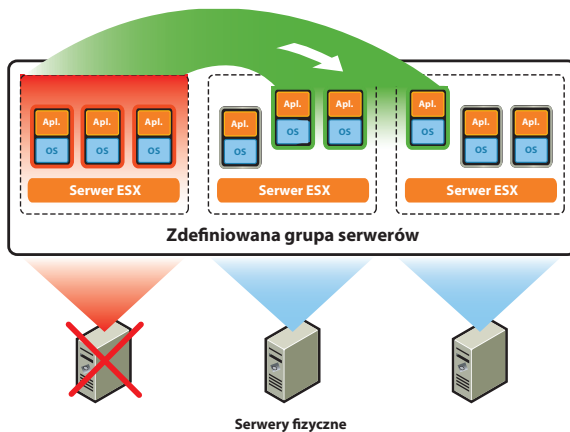 Apl. Apl. Apl.
OS OS OS
Serwer ESX
Apl. Apl. Apl.
OS OS OS
Serwer ESX
Apl. Apl. Apl.
OS OS OS
Serwer ESX
Zdefiniowana grupa serwerów
Serwery fizyczne